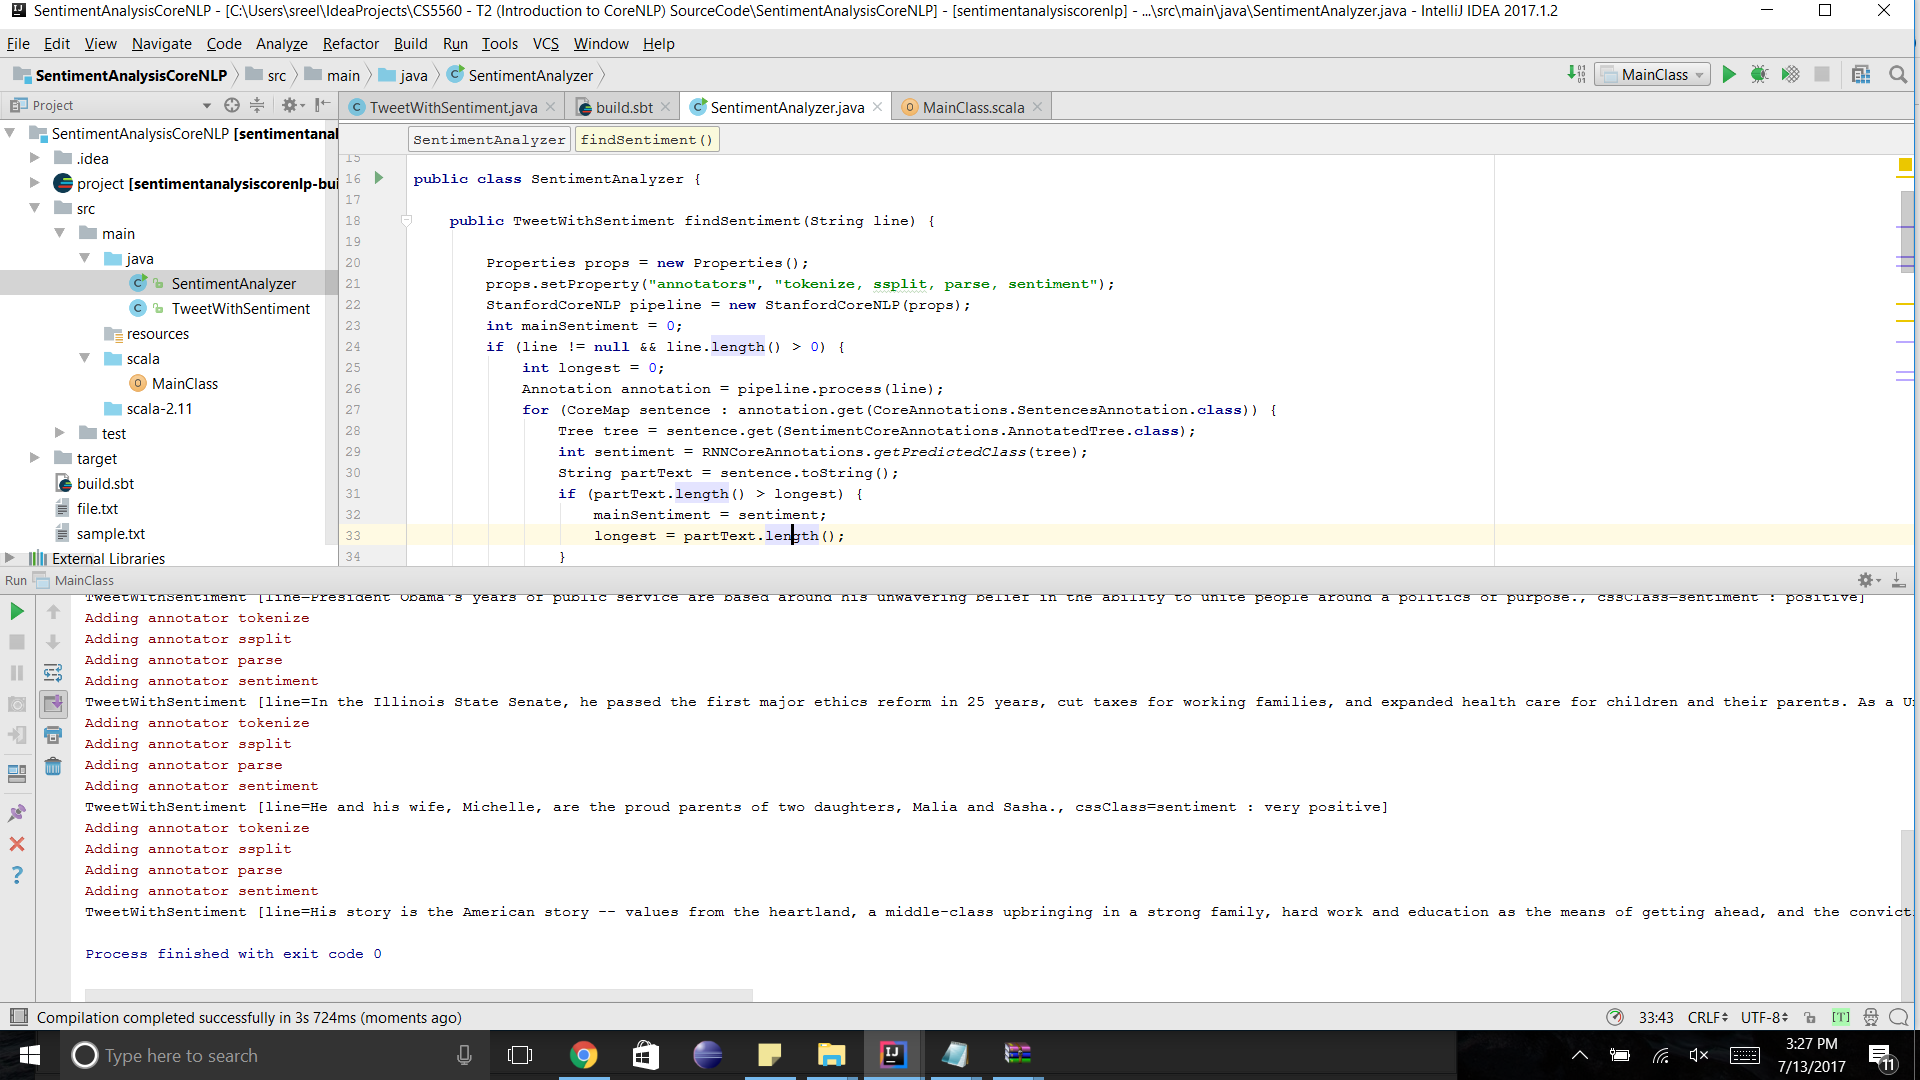 SentimentAnalysisCoreNLP - [C:\Users\sreel\IdeaProjects\CS5560 - T2 (Introduction to CoreNLP) SourceCode\SentimentAnalysisCoreNLP] - [sentimentanalysiscorenlp] - ...\src\main\java\SentimentAnalyzer.java - IntelliJ IDEA 2017.1.2
File Edit View Navigate Code Analyze Refactor Build Run Tools VCS Window Help
SentimentAnalysisCoreNLP src main java SentimentAnalyzer MainClass
Project
TweetWithSentiment.java build.sbt SentimentAnalyzer.java MainClass.scala
SentimentAnalyzer findSentiment()
SentimentAnalysisCoreNLP [sentimentanal
.idea
project [sentimentanalysiscorenlp-bui
src
main
java
SentimentAnalyzer
TweetWithSentiment
resources
scala
MainClass
scala-2.11
test
target
build.sbt
file.txt
sample.txt
External Libraries
15
16 public class SentimentAnalyzer {
17
18 public TweetWithSentiment findSentiment(String line) {
19
20 Properties props = new Properties();
21 props.setProperty("annotators", "tokenize, ssplit, parse, sentiment");
22 StanfordCoreNLP pipeline = new StanfordCoreNLP(props);
23 int mainSentiment = 0;
24 if (line != null && line.length() > 0) {
25 int longest = 0;
26 Annotation annotation = pipeline.process(line);
27 for (CoreMap sentence : annotation.get(CoreAnnotations.SentencesAnnotation.class)) {
28 Tree tree = sentence.get(SentimentCoreAnnotations.AnnotatedTree.class);
29 int sentiment = RNNCoreAnnotations.getPredictedClass(tree);
30 String partText = sentence.toString();
31 if (partText.length() > longest) {
32 mainSentiment = sentiment;
33 longest = partText.length();
34 }
Run MainClass
TweetWithSentiment [line=President Obama's years of public service are based around his unwavering belief in the ability to unite people around a politics of purpose., cssClass=sentiment : positive]
Adding annotator tokenize
Adding annotator ssplit
Adding annotator parse
Adding annotator sentiment
TweetWithSentiment [line=In the Illinois State Senate, he passed the first major ethics reform in 25 years, cut taxes for working families, and expanded health care for children and their parents. As a U
Adding annotator tokenize
Adding annotator ssplit
Adding annotator parse
Adding annotator sentiment
TweetWithSentiment [line=He and his wife, Michelle, are the proud parents of two daughters, Malia and Sasha., cssClass=sentiment : very positive]
Adding annotator tokenize
Adding annotator ssplit
Adding annotator parse
Adding annotator sentiment
TweetWithSentiment [line=His story is the American story -- values from the heartland, a middle-class upbringing in a strong family, hard work and education as the means of getting ahead, and the convict
Process finished with exit code 0
Compilation completed successfully in 3s 724ms (moments ago) 33:43 CRLF UTF-8 [T]
Type here to search
3:27 PM
7/13/2017
11